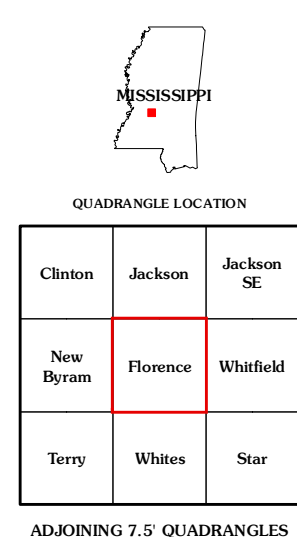 MISSISSIPPI
QUADRANGLE LOCATION
Clinton
Jackson
Jackson
SE
New
Byram
Florence
Whitfield
Terry
Whites
Star
ADJOINING 7.5' QUADRANGLES